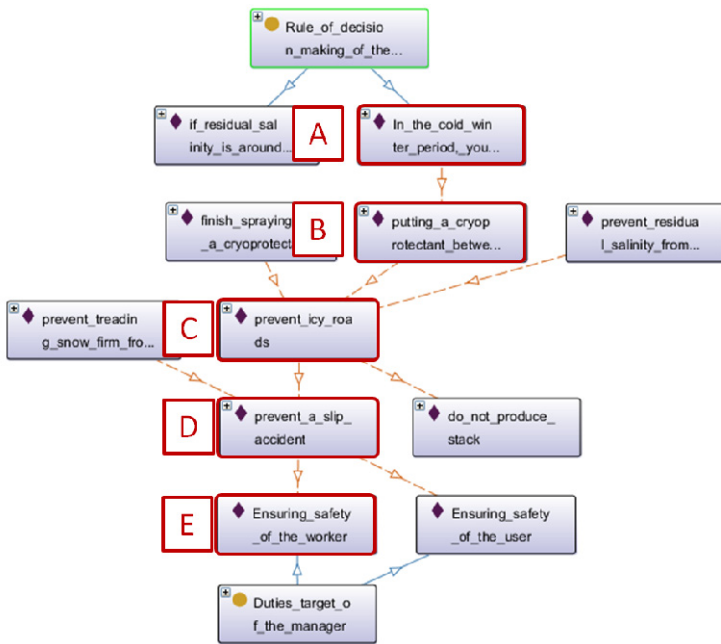 Rule_of_decisio
n_making_of_the...
if_residual_sal
inity_is_around...
A
In_the_cold_win
ter_period,_you...
finish_spraying
_a_cryoprotecta
B
putting_a_cryop
rotectant_betwe...
prevent_residua
l_salinity_from...
prevent_treadin
g_snow_firm_fro...
C
prevent_icy_roa
ds
D
prevent_a_slip_
accident
do_not_produce_
stack
E
Ensuring_safety
_of_the_worker
Ensuring_safety
_of_the_user
Duties_target_o
f_the_manager